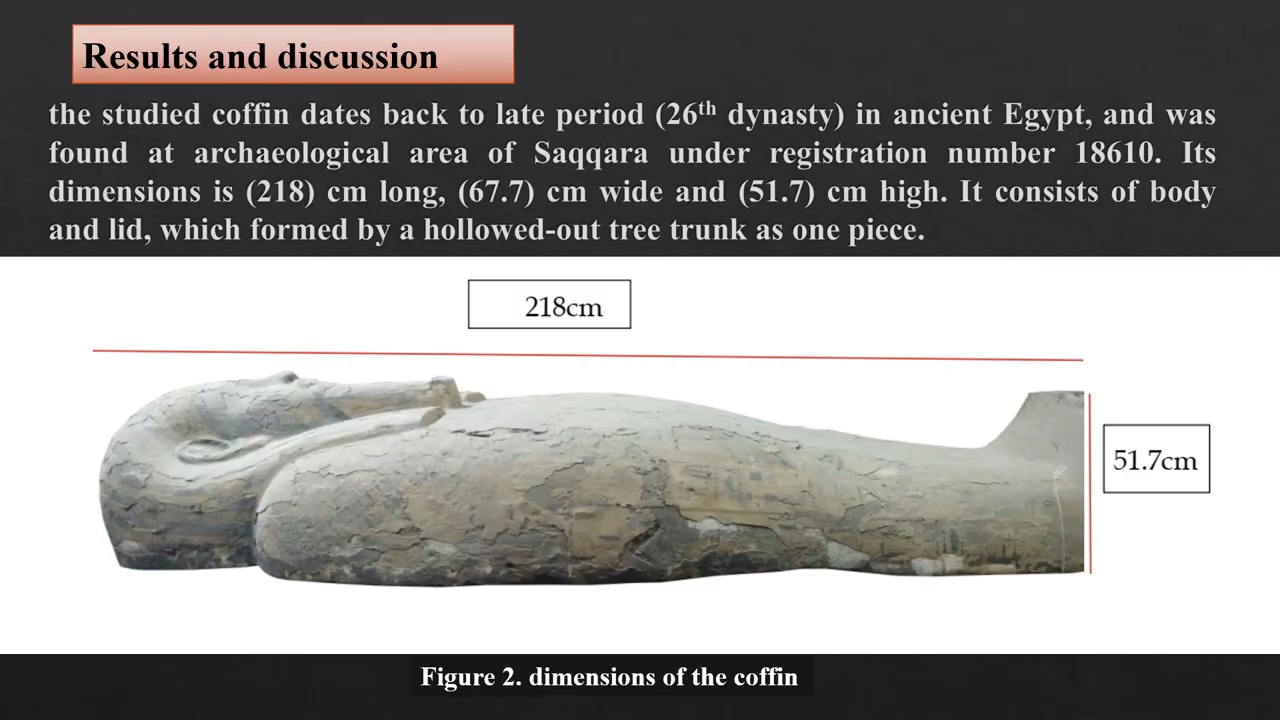 Results and discussion
the studied coffin dates back to late period (26th dynasty) in ancient Egypt, and was
found at archaeological area of Saqqara under registration number 18610. Its
dimensions is (218) cm long, (67.7) cm wide and (51.7) cm high. It consists of body
and lid, which formed by a hollowed-out tree trunk as one piece.
218cm
51.7cm
Figure 2. dimensions of the coffin